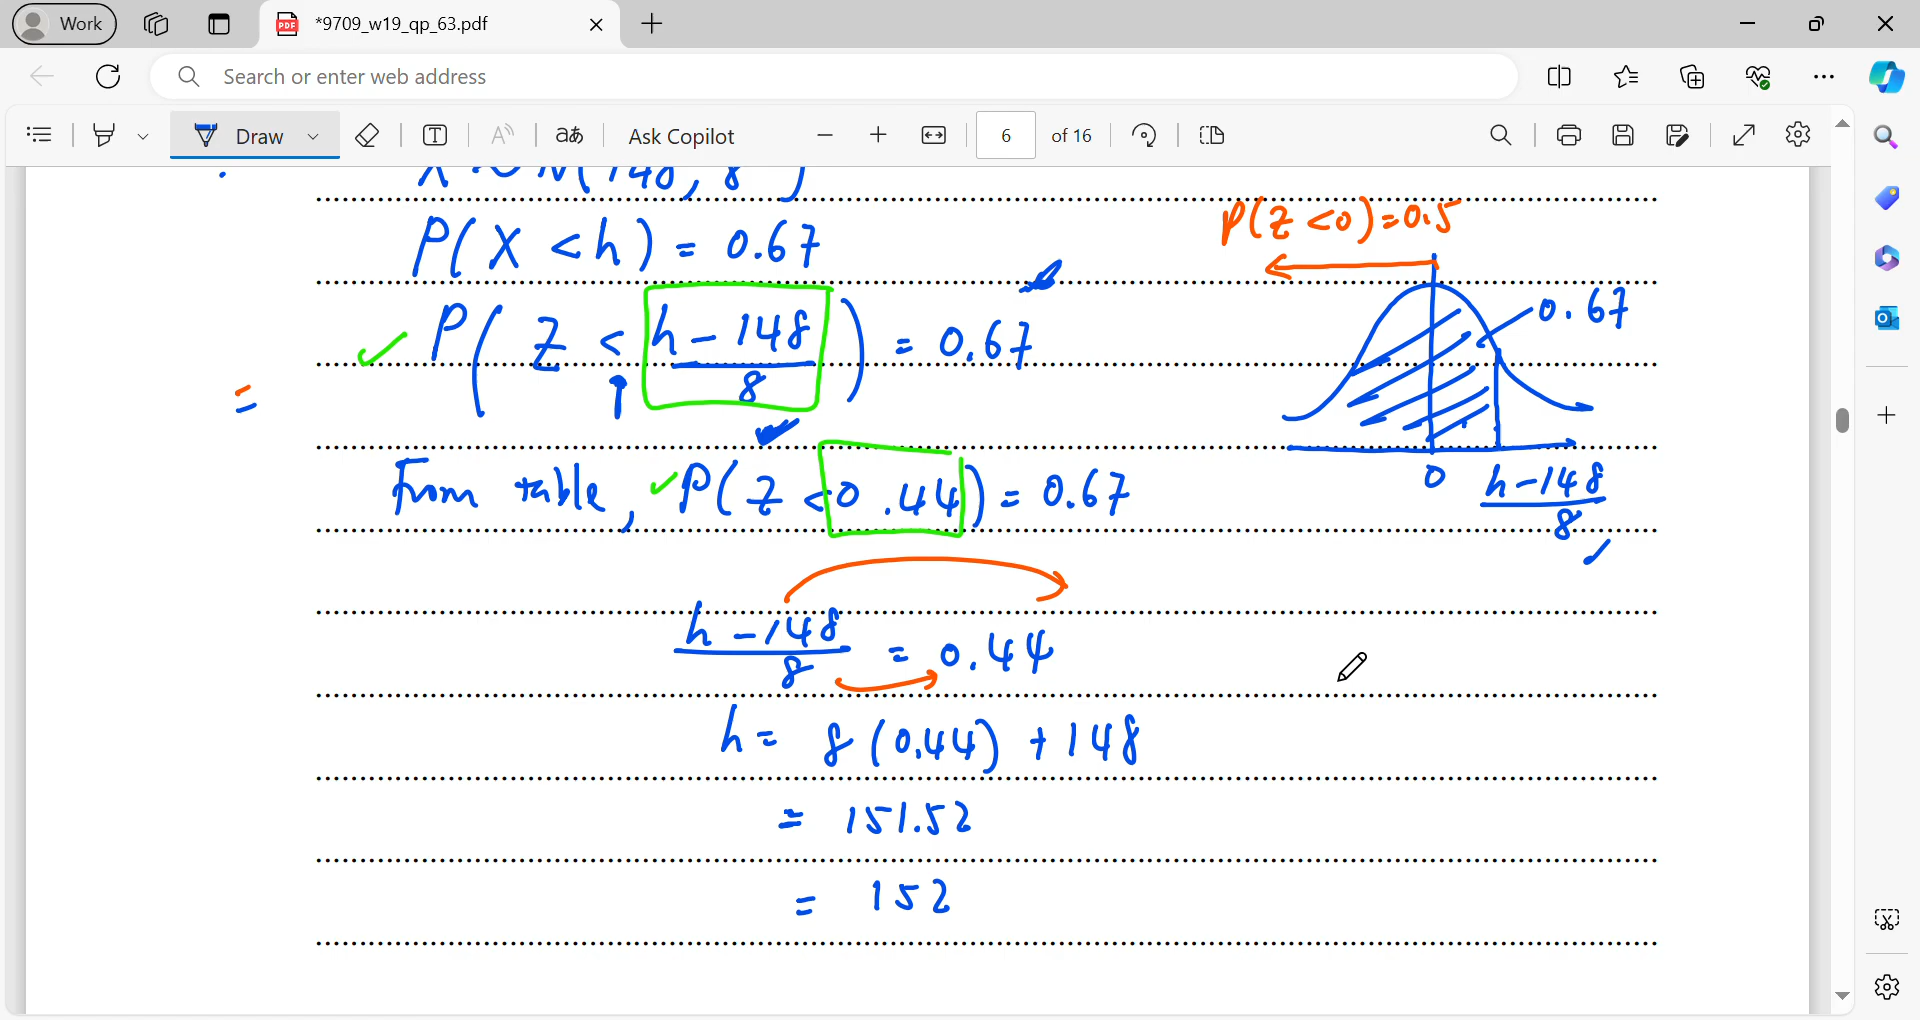 Work
*9709_w19_qp_63.pdf
Search or enter web address
Draw
Ask Copilot
6 of 16
X ~ N(148, 8²)
P(Z < 0) = 0.5
P(X < h) = 0.67
0.67
P(Z < (h - 148)/8) = 0.67
=
0
(h - 148)/8
From table, P(Z < 0.44) = 0.67
(h - 148)/8 = 0.44
h = 8(0.44) + 148
= 151.52
= 152